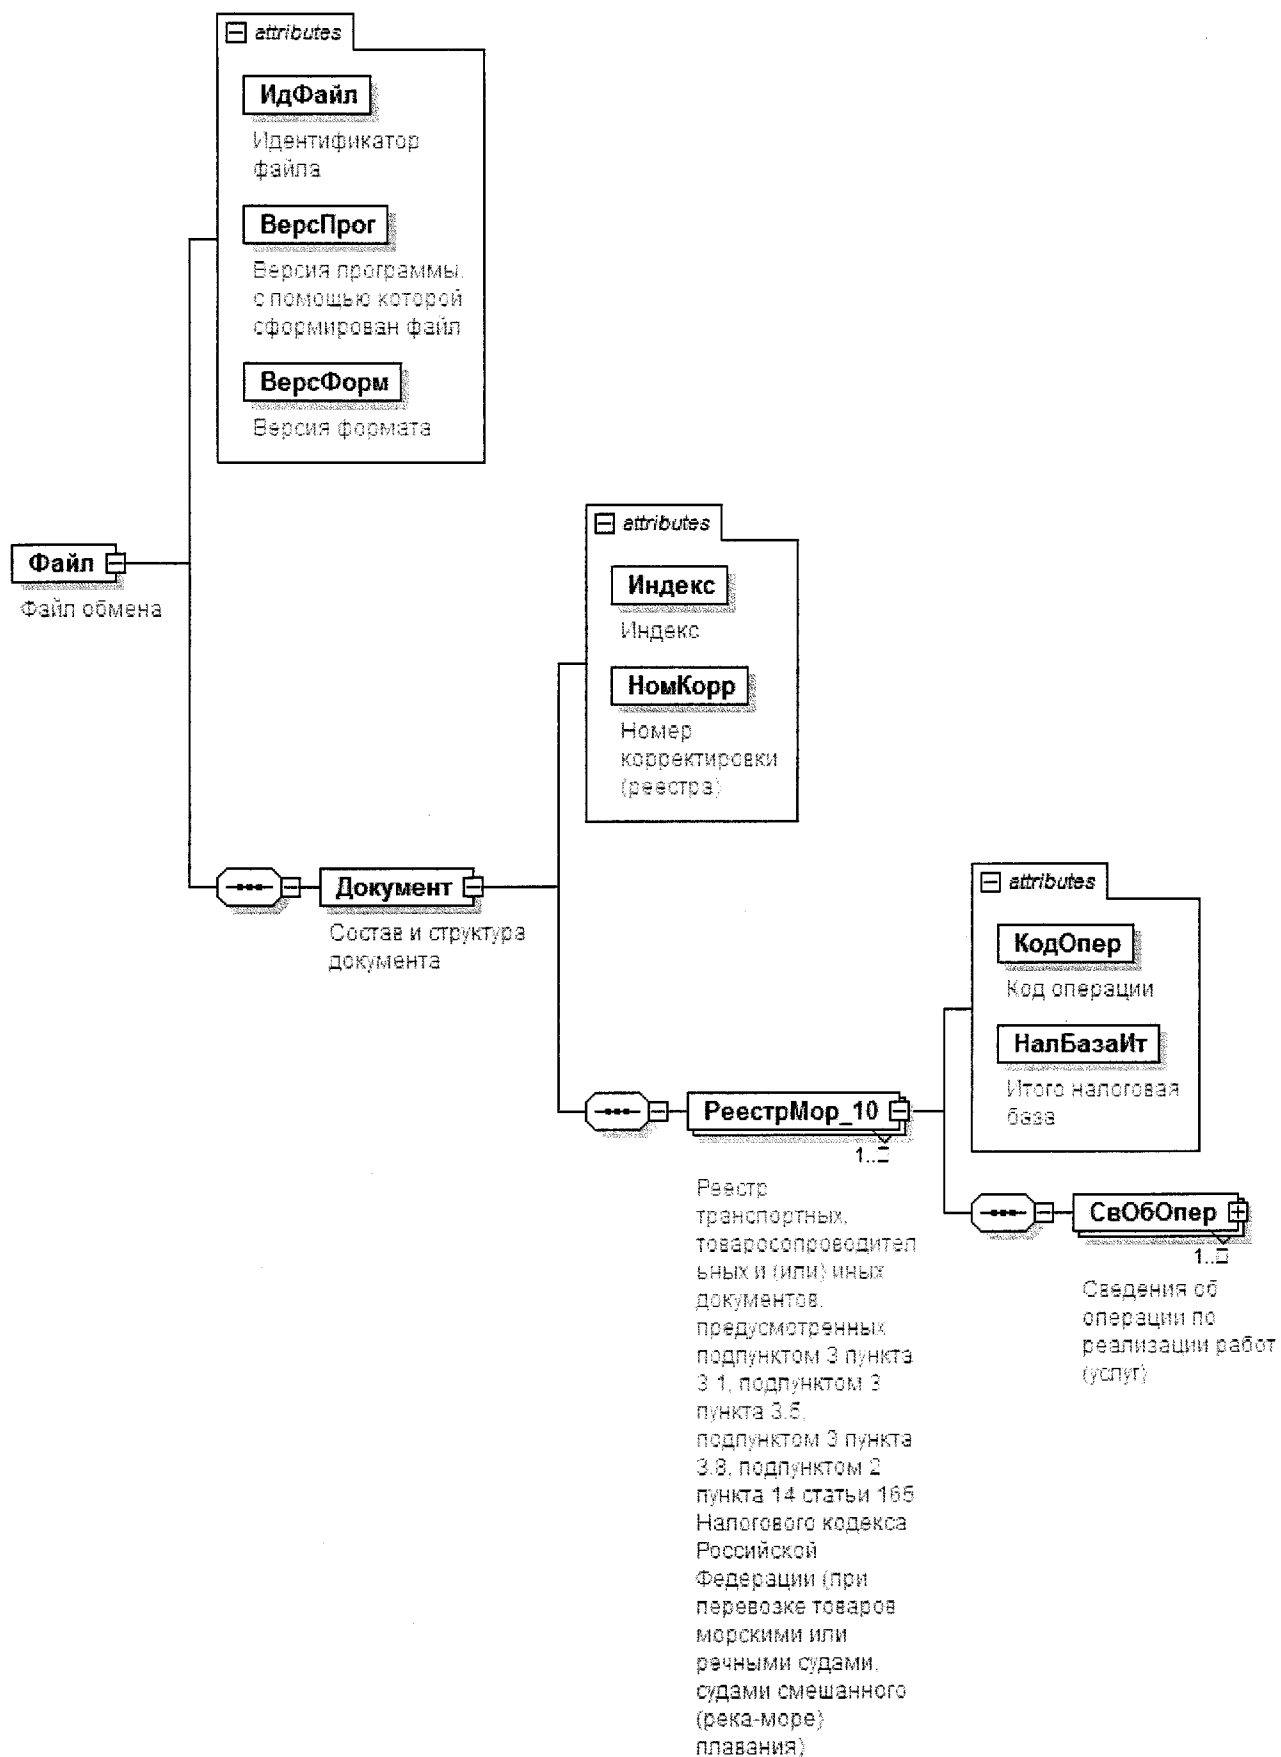 attributes
ИдФайл
Идентификатор
файла
ВерсПрог
Версия программы,
с помощью которой
сформирован файл
ВерсФорм
Версия формата
Файл
Файл обмена
attributes
Индекс
Индекс
НомКорр
Номер
корректировки
(реестра)
Документ
Состав и структура
документа
attributes
КодОпер
Код операции
НалБазаИт
Итого налоговая
база
РеестрМор_10
1..□
Реестр
транспортных,
товаросопроводител
ьных и (или) иных
документов,
предусмотренных
подпунктом 3 пункта
3.1, подпунктом 3
пункта 3.5,
подпунктом 3 пункта
3.8, подпунктом 2
пункта 14 статьи 165
Налогового кодекса
Российской
Федерации (при
перевозке товаров
морскими или
речными судами,
судами смешанного
(река-море)
плавания)
СвОбОпер
1..□
Сведения об
операции по
реализации работ
(услуг)